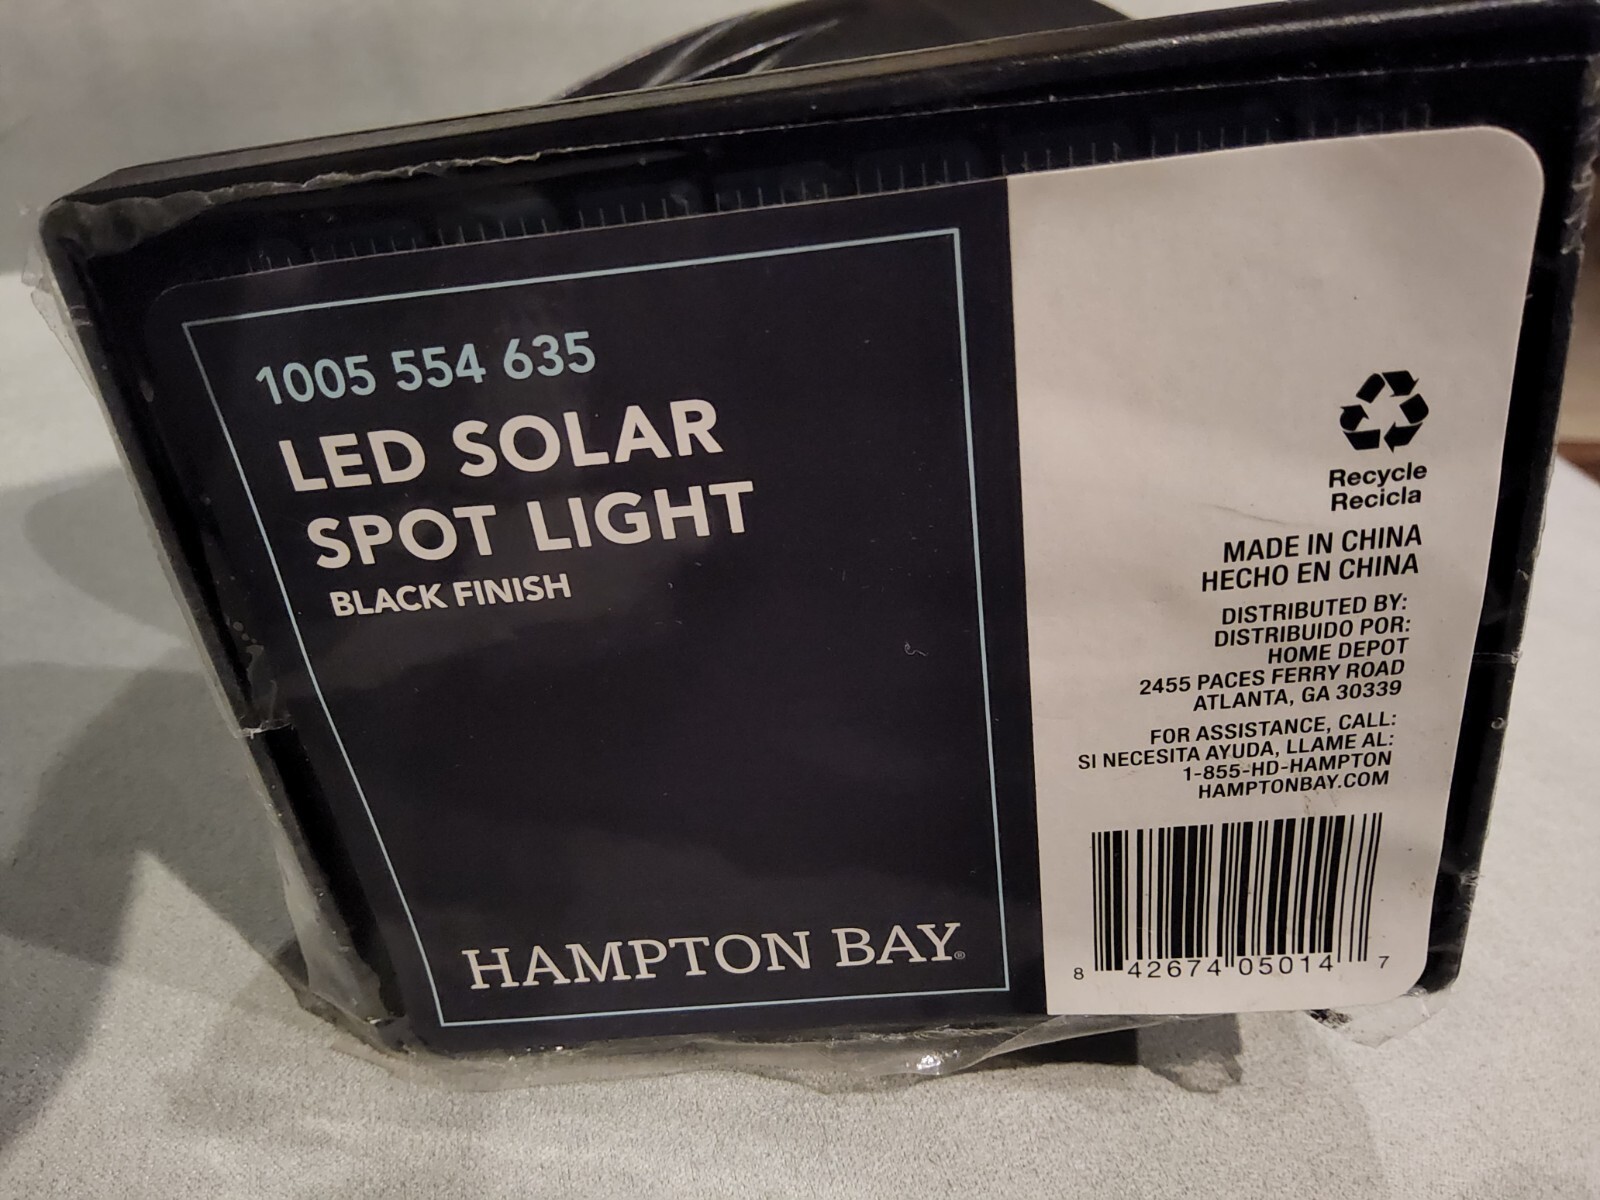 1005 554 635
LED SOLAR
SPOT LIGHT
BLACK FINISH
HAMPTON BAY®
Recycle
Recicla
MADE IN CHINA
HECHO EN CHINA
DISTRIBUTED BY:
DISTRIBUIDO POR:
HOME DEPOT
2455 PACES FERRY ROAD
ATLANTA, GA 30339
FOR ASSISTANCE, CALL:
SI NECESITA AYUDA, LLAME AL:
1-855-HD-HAMPTON
HAMPTONBAY.COM
8 42674 05014 7